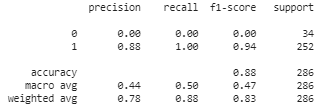 precision recall f1-score support
0 0.00 0.00 0.00 34
1 0.88 1.00 0.94 252
accuracy 0.88 286
macro avg 0.44 0.50 0.47 286
weighted avg 0.78 0.88 0.83 286